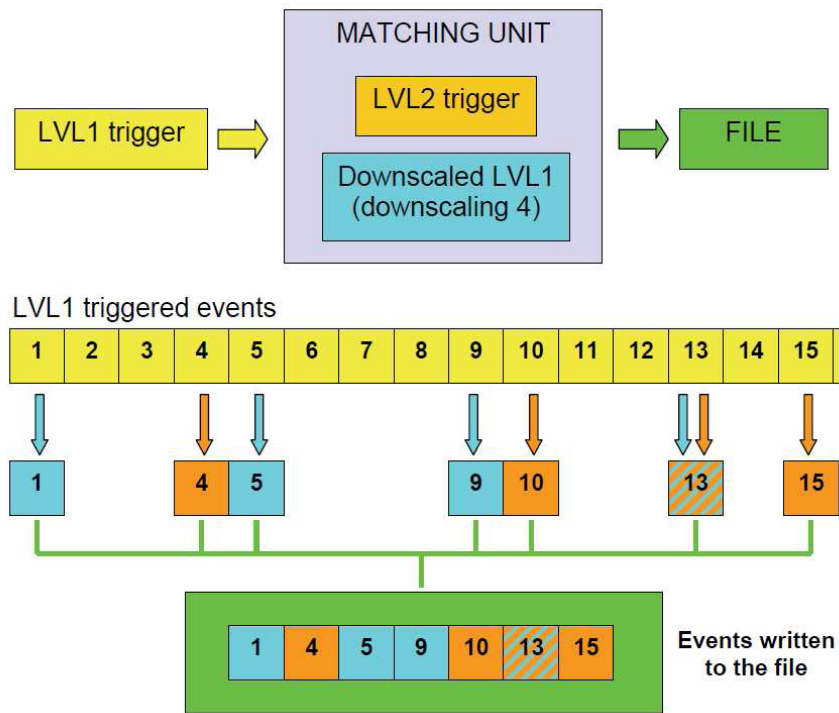 MATCHING UNIT
LVL1 trigger
LVL2 trigger
FILE
Downscaled LVL1
(downscaling 4)
LVL1 triggered events
1 2 3 4 5 6 7 8 9 10 11 12 13 14 15
1 4 5 9 10 13 15
1 4 5 9 10 13 15
Events written
to the file